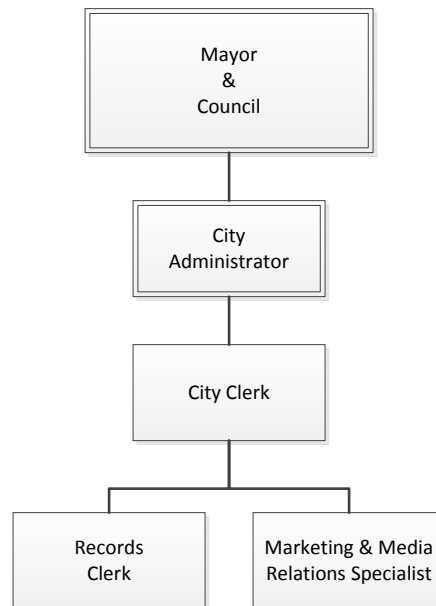 Mayor
&
Council
City
Administrator
City Clerk
Records
Clerk
Marketing & Media
Relations Specialist